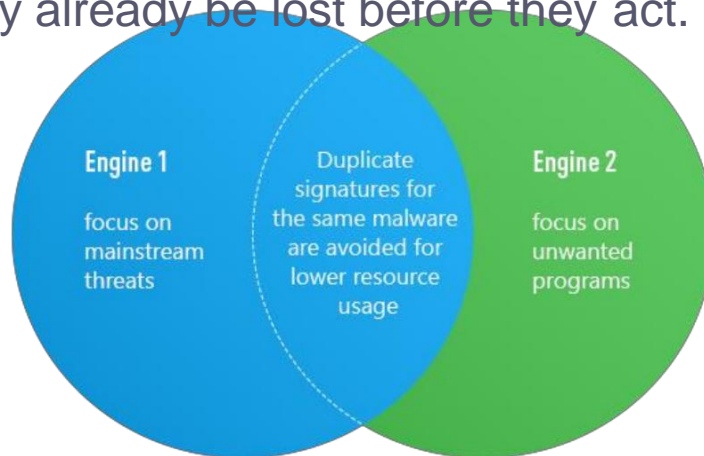 y already be lost before they act.
Engine 1
focus on
mainstream
threats
Duplicate
signatures for
the same malware
are avoided for
lower resource
usage
Engine 2
focus on
unwanted
programs